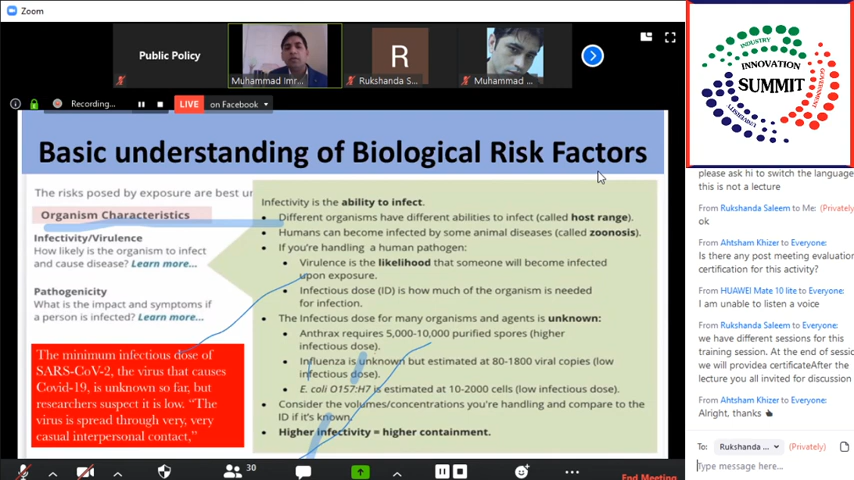 Zoom
Public Policy
R
Muhammad Imr...
Rukshanda S...
Muhammad ...
Recording...
LIVE
on Facebook
Basic understanding of Biological Risk Factors
The risks posed by exposure are best un
Organism Characteristics
Infectivity/Virulence
How likely is the organism to infect
and cause disease? Learn more...
Pathogenicity
What is the impact and symptoms if
a person is infected? Learn more...
The minimum infectious dose of
SARS-CoV-2, the virus that causes
Covid-19, is unknown so far, but
researchers suspect it is low. “The
virus is spread through very, very
casual interpersonal contact,”
Infectivity is the ability to infect.
• Different organisms have different abilities to infect (called host range).
• Humans can become infected by some animal diseases (called zoonosis).
• If you're handling a human pathogen:
• Virulence is the likelihood that someone will become infected
upon exposure.
• Infectious dose (ID) is how much of the organism is needed
for infection.
• The Infectious dose for many organisms and agents is unknown:
• Anthrax requires 5,000-10,000 purified spores (higher
infectious dose).
• Influenza is unknown but estimated at 80-1800 viral copies (low
infectious dose).
• E. coli O157:H7 is estimated at 10-2000 cells (low infectious dose).
• Consider the volumes/concentrations you're handling and compare to the
ID if it's known.
• Higher infectivity = higher containment.
30
End Meeting
INDUSTRY
INNOVATION
SUMMIT
GOVERNMENT
UNIVERSITY
please ask hi to switch the language
this is not a lecture
From Rukshanda Saleem to Me: (Privately)
ok
From Ahtsham Khizer to Everyone:
Is there any post meeting evaluation
certification for this activity?
From HUAWEI Mate 10 lite to Everyone:
I am unable to listen a voice
From Rukshanda Saleem to Everyone:
we have different sessions for this
training session. At the end of sessic
we will providea certificateAfter the
lecture you all invited for discussion
From Ahtsham Khizer to Everyone:
Alright, thanks
To: Rukshanda ... (Privately)
Type message here...